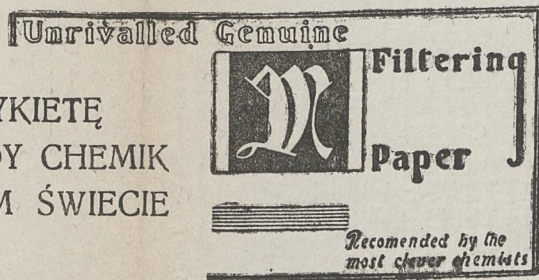 Unrivalled Genuine
Filtering
M
Paper
YKIETĘ
DY CHEMIK
M ŚWIECIE
Recomended by the
most clever chemists